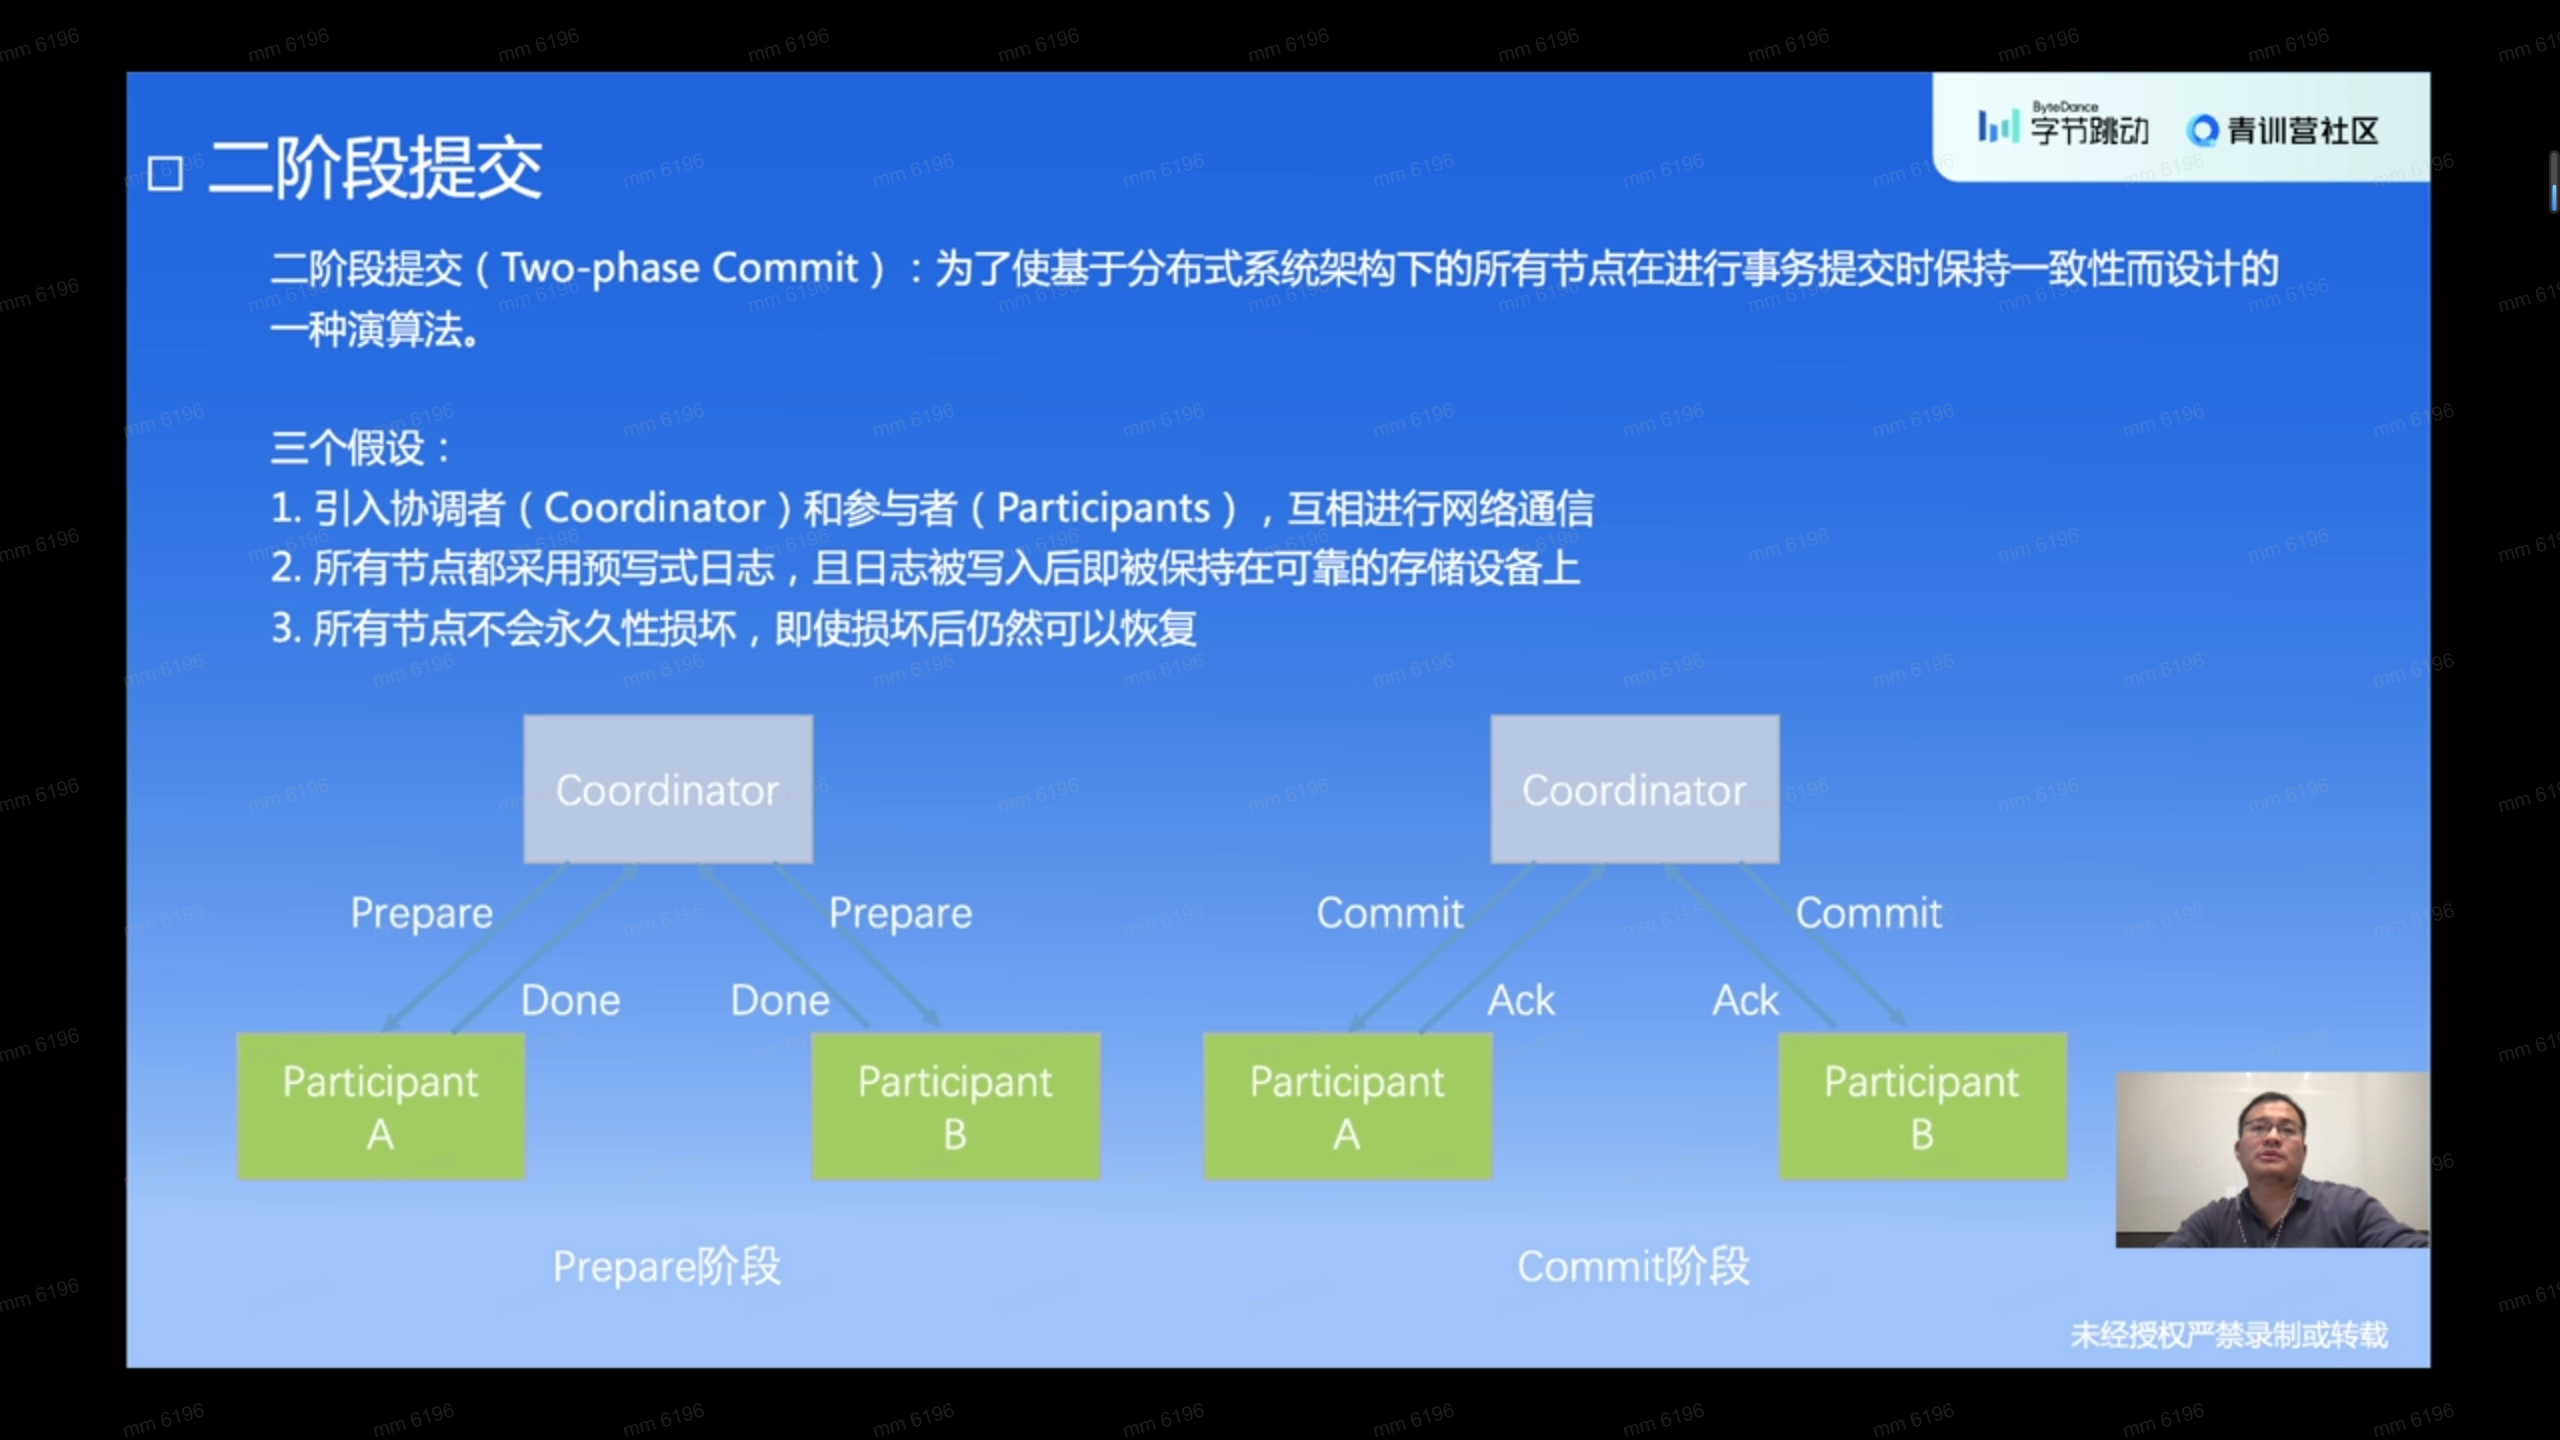 ByteDance
字节跳动 青训营社区
二阶段提交
二阶段提交（Two-phase Commit）：为了使基于分布式系统架构下的所有节点在进行事务提交时保持一致性而设计的
一种演算法。
三个假设：
1. 引入协调者（Coordinator）和参与者（Participants），互相进行网络通信
2. 所有节点都采用预写式日志，且日志被写入后即被保持在可靠的存储设备上
3. 所有节点不会永久性损坏，即使损坏后仍然可以恢复
Coordinator
Prepare
Prepare
Done
Done
Participant
A
Participant
B
Prepare阶段
Coordinator
Commit
Commit
Ack
Ack
Participant
A
Participant
B
Commit阶段
未经授权严禁录制或转载
mm 6196